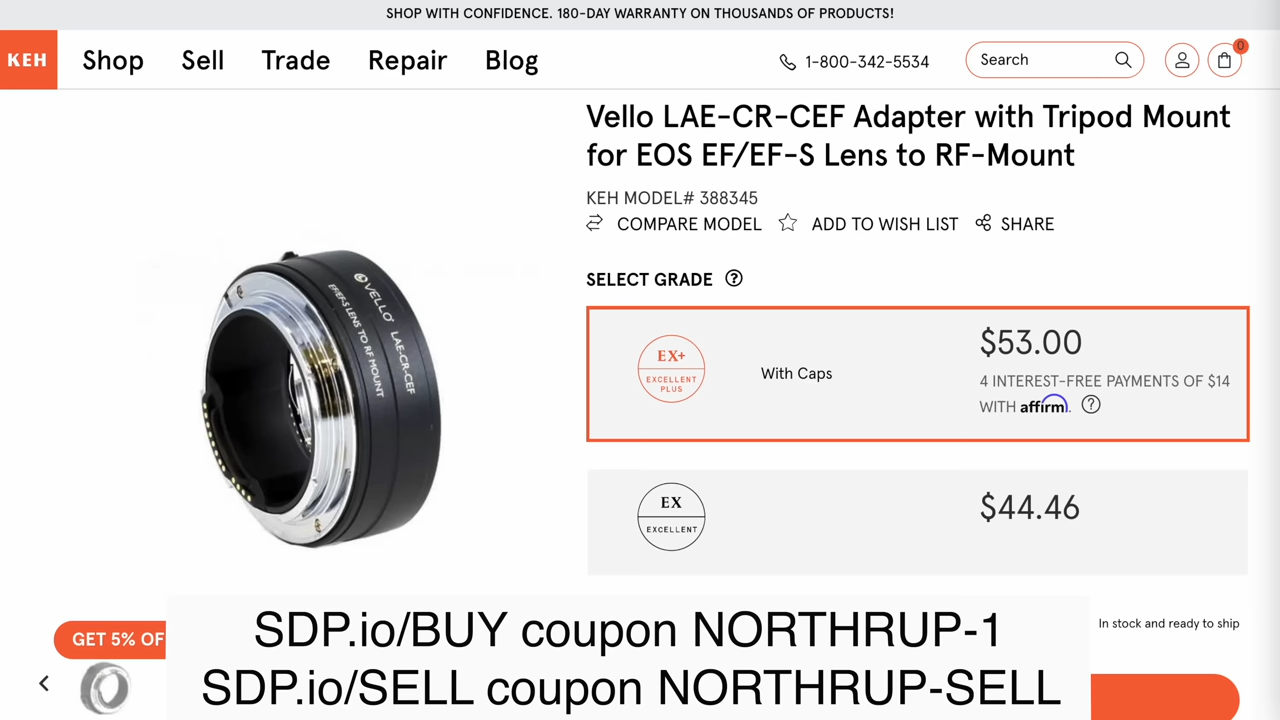 SHOP WITH CONFIDENCE. 180-DAY WARRANTY ON THOUSANDS OF PRODUCTS!
KEH
Shop
Sell
Trade
Repair
Blog
1-800-342-5534
Search
0
Vello LAE-CR-CEF Adapter with Tripod Mount
for EOS EF/EF-S Lens to RF-Mount
KEH MODEL# 388345
COMPARE MODEL
ADD TO WISH LIST
SHARE
SELECT GRADE ?
EX+
EXCELLENT
PLUS
With Caps
$53.00
4 INTEREST-FREE PAYMENTS OF $14
WITH affirm. ?
EX
EXCELLENT
$44.46
VELLO LAE-CR-CEF
EF/EF-S LENS TO RF MOUNT
GET 5% OF
In stock and ready to ship
SDP.io/BUY coupon NORTHRUP-1
SDP.io/SELL coupon NORTHRUP-SELL